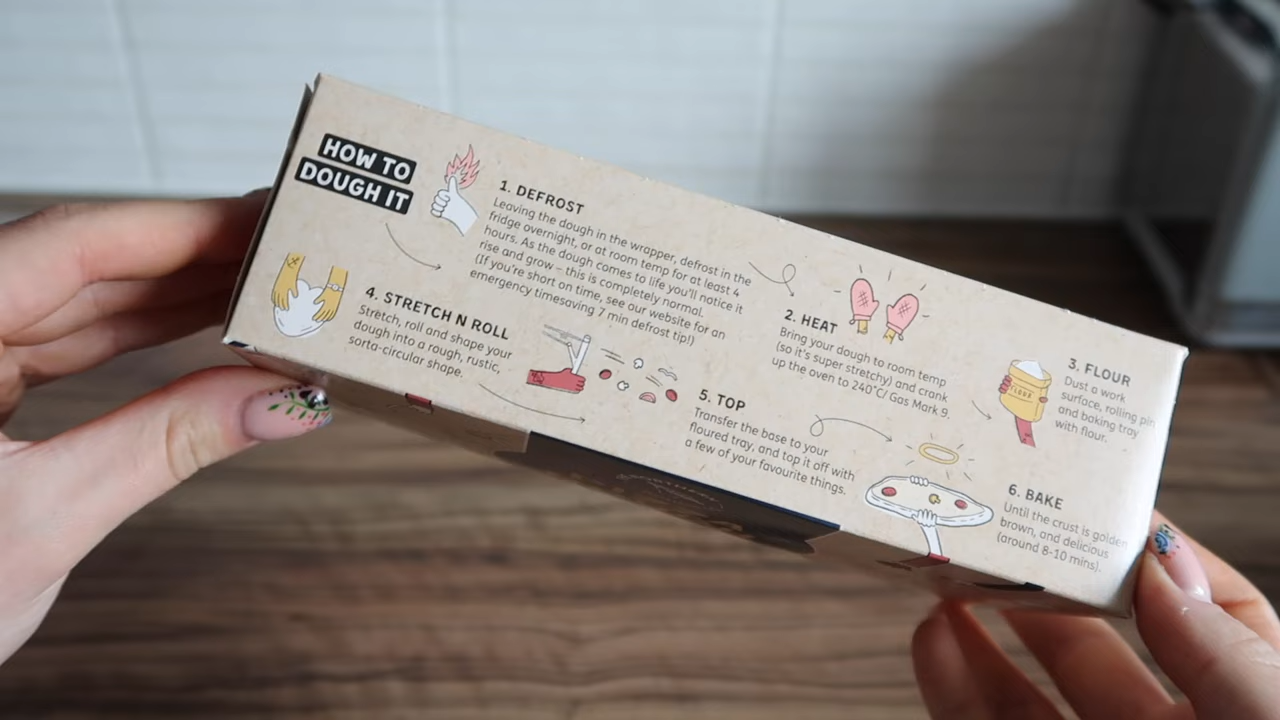 HOW TO
DOUGH IT
1. DEFROST
Leaving the dough in the wrapper, defrost in the
fridge overnight, or at room temp for at least 4
hours. As the dough comes to life you'll notice it
rise and grow – this is completely normal.
(If you're short on time, see our website for an
emergency timesaving 7 min defrost tip!)
2. HEAT
Bring your dough to room temp
(so it's super stretchy) and crank
up the oven to 240°C/ Gas Mark 9.
3. FLOUR
Dust a work
surface, rolling pin
and baking tray
with flour.
FLOUR
4. STRETCH N ROLL
Stretch, roll and shape your
dough into a rough, rustic,
sorta-circular shape.
5. TOP
Transfer the base to your
floured tray, and top it off with
a few of your favourite things.
6. BAKE
Until the crust is golden
brown, and delicious
(around 8-10 mins).